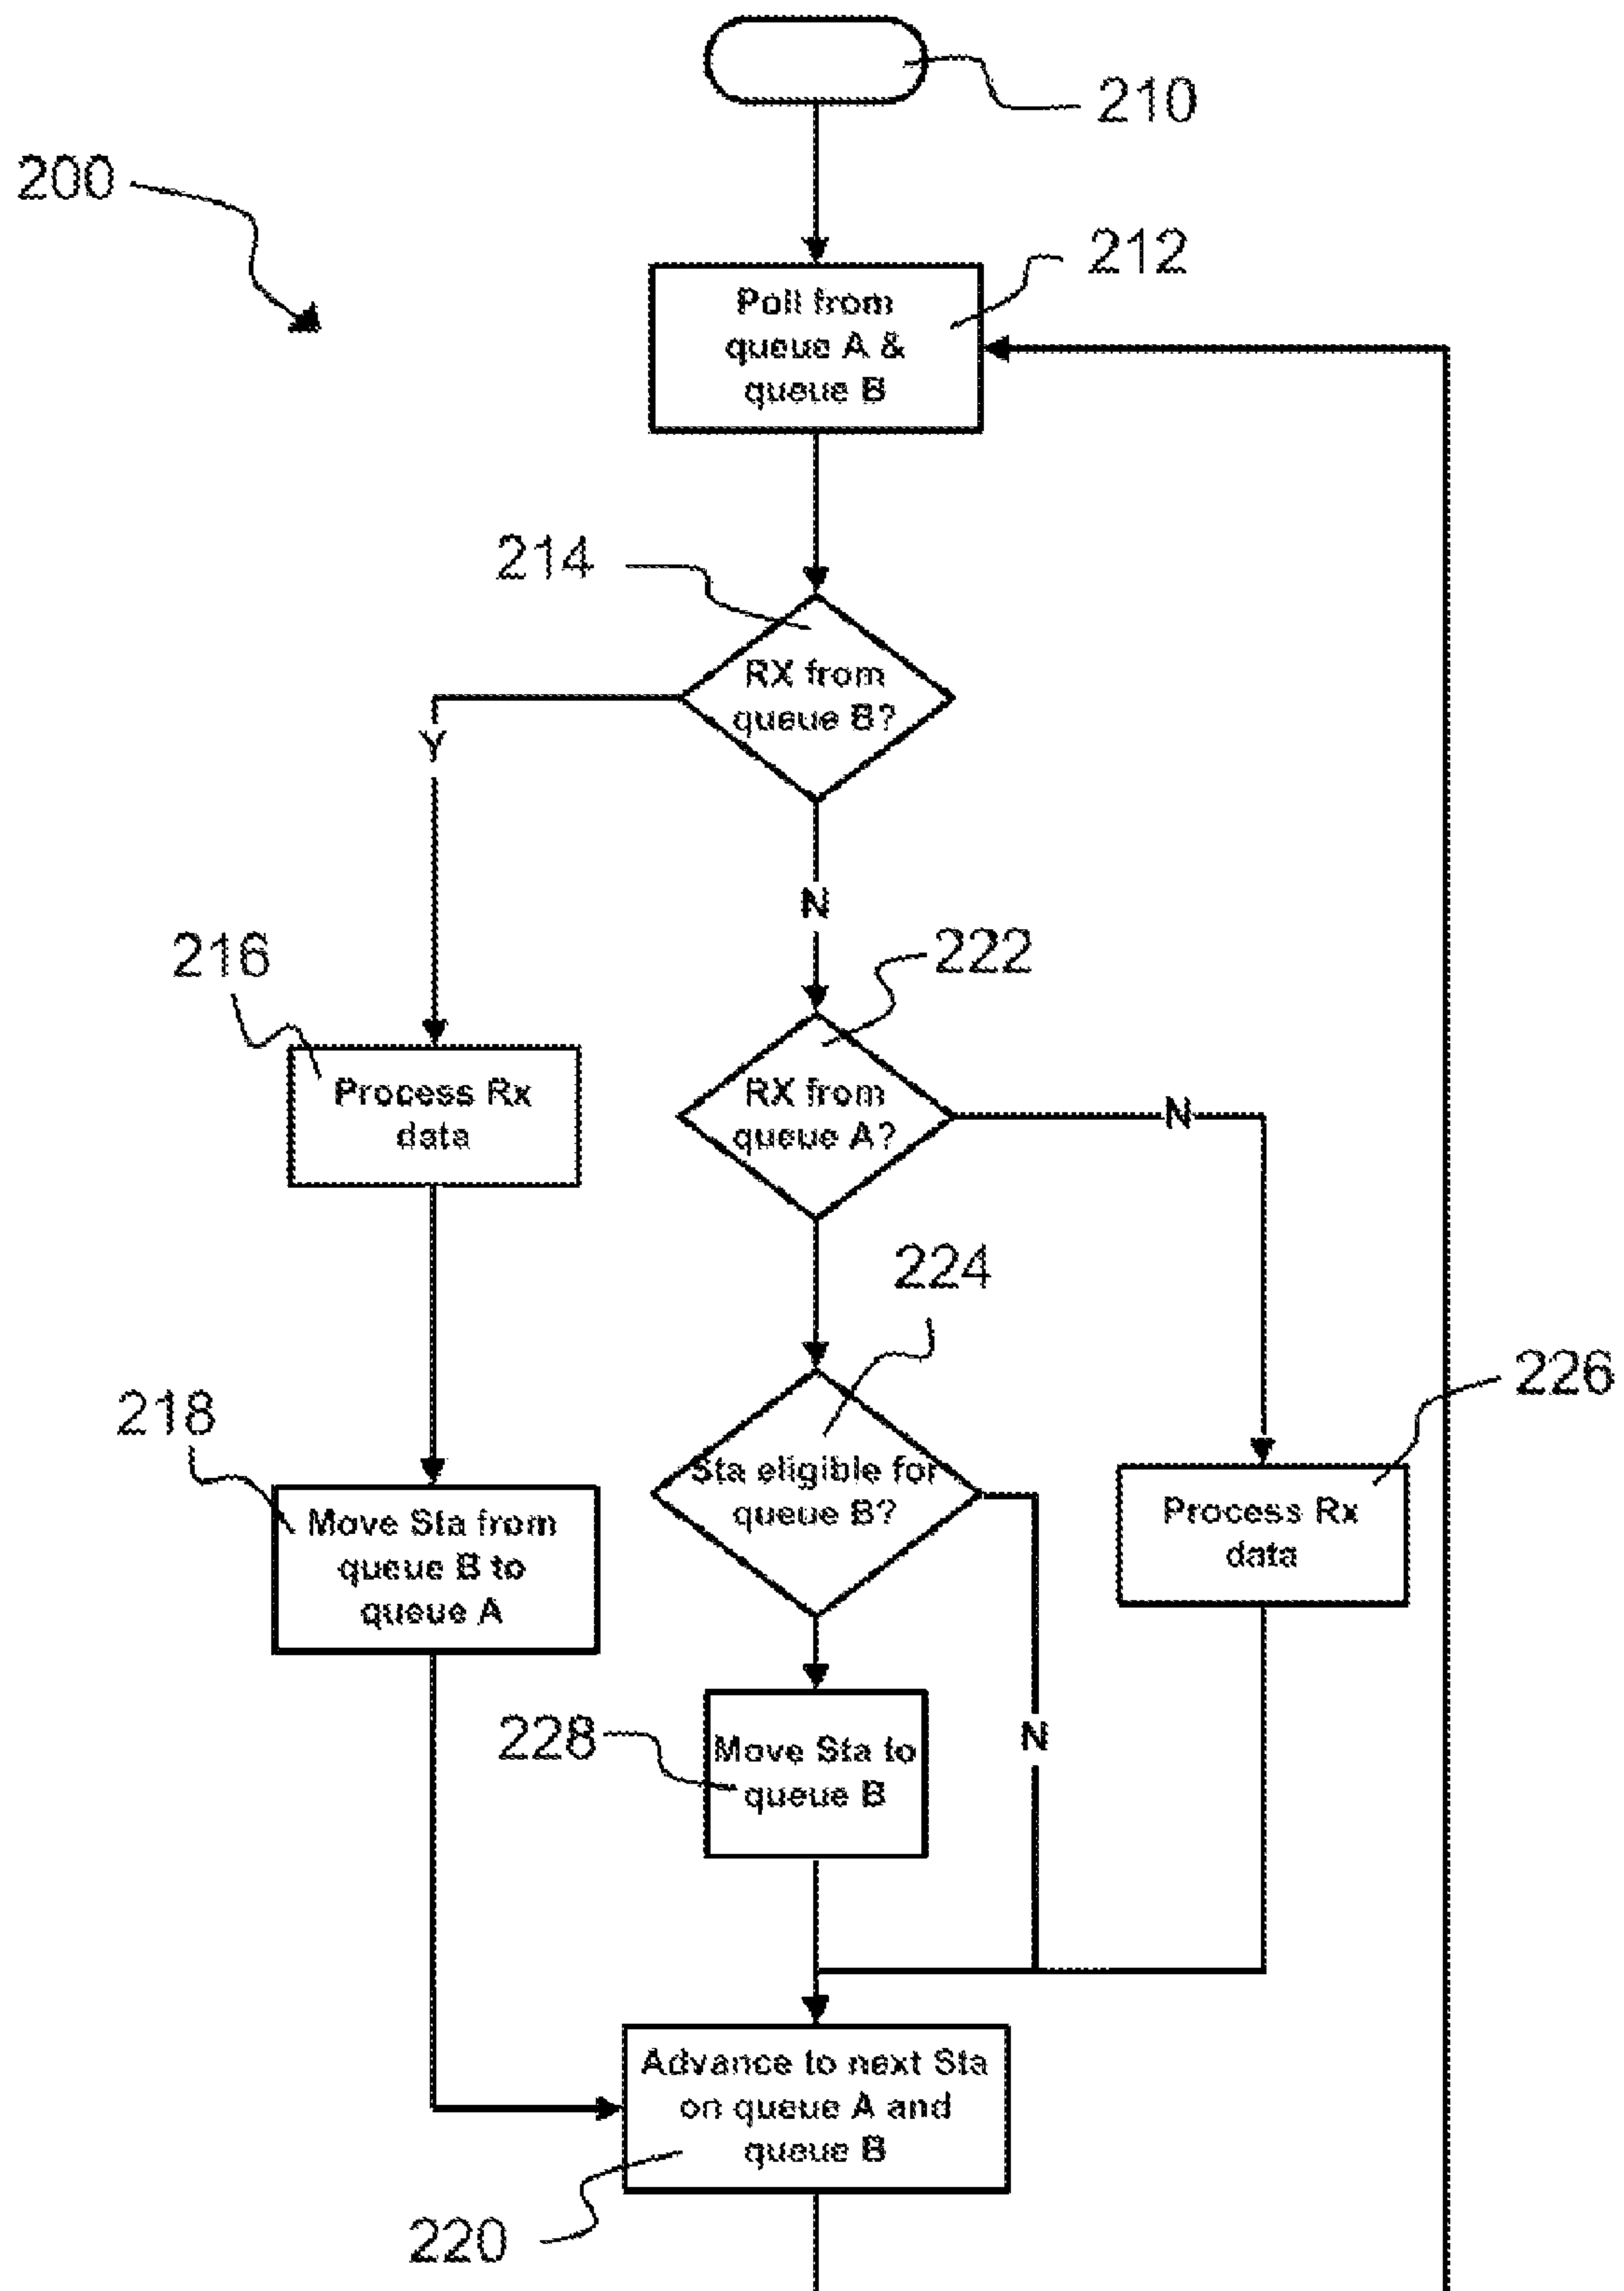 210
200
212
Poll from
queue A &
queue B
214
RX from
queue B?
Y
N
216
222
Process Rx
data
RX from
queue A?
N
224
226
218
Sta eligible for
queue B?
Process Rx
data
Move Sta from
queue B to
queue A
228
Move Sta to
queue B
N
Advance to next Sta
on queue A and
queue B
220